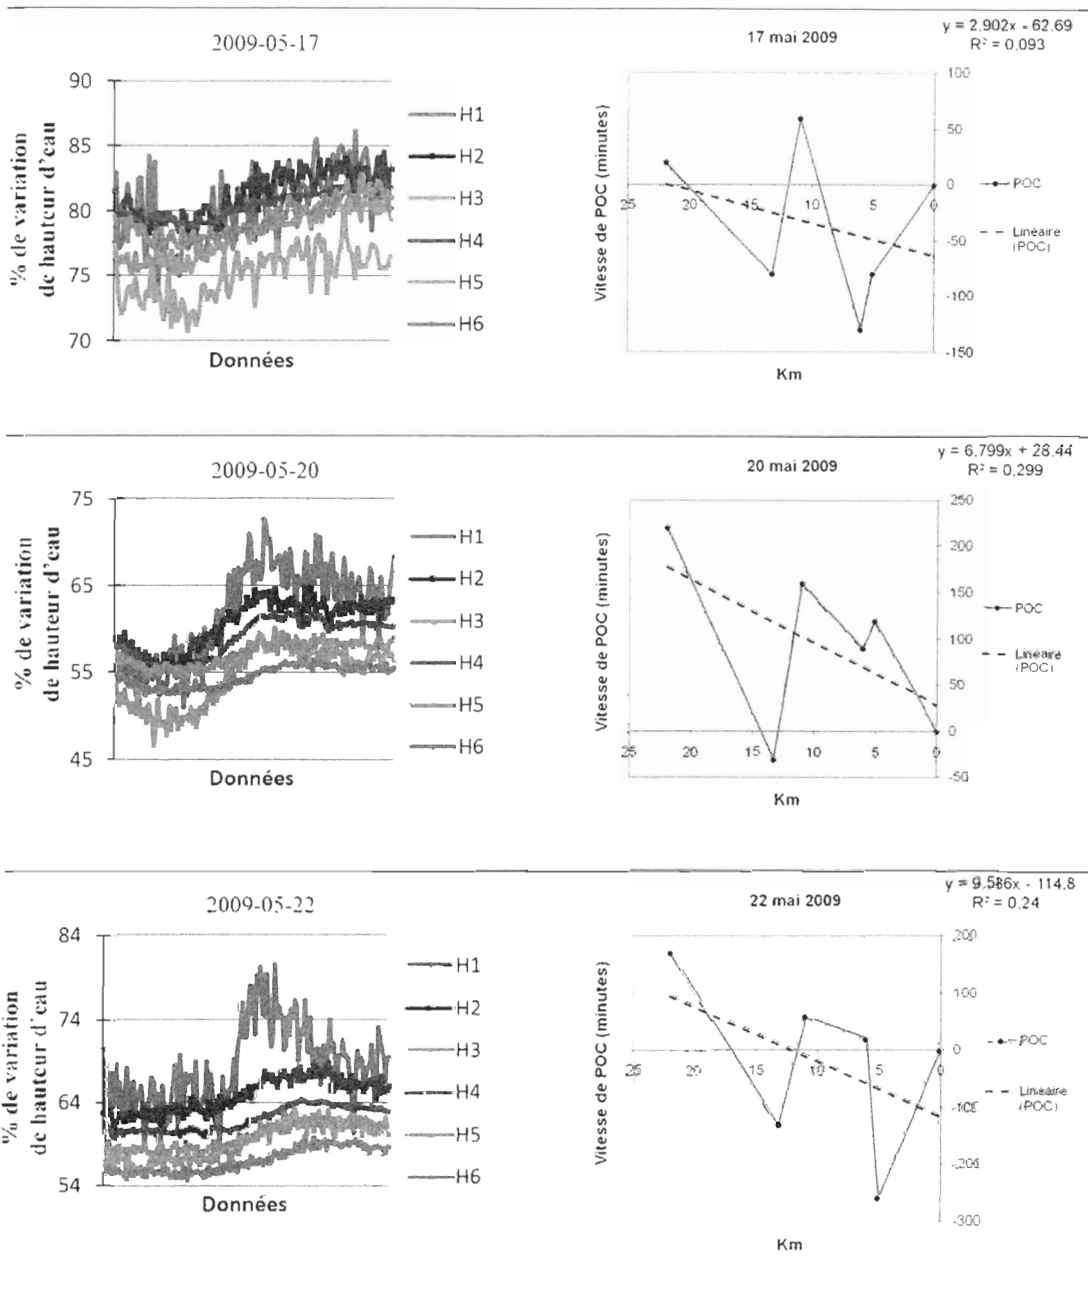 2009-05-17
% de variation
de hauteur d'eau
90
85
80
75
70
Données
H1
H2
H3
H4
H5
H6
17 mai 2009
y = 2,902x - 62.69
R² = 0.093
Vitesse de POC (minutes)
100
50
0
-50
-100
-150
25
20
15
10
5
0
Km
POC
Linéaire
(POC)
2009-05-20
% de variation
de hauteur d'eau
75
65
55
45
Données
H1
H2
H3
H4
H5
H6
20 mai 2009
y = 6,799x + 28.44
R² = 0,299
Vitesse de POC (minutes)
250
200
150
100
50
0
-50
25
20
15
10
5
0
Km
POC
Linéaire
(POC)
2009-05-22
% de variation
de hauteur d'eau
84
74
64
54
Données
H1
H2
H3
H4
H5
H6
22 mai 2009
- 114.8
R² = 0.24
Vitesse de POC (minutes)
200
100
0
-300
25
20
15
10
5
0
Km
POC
Linéaire
(POC)